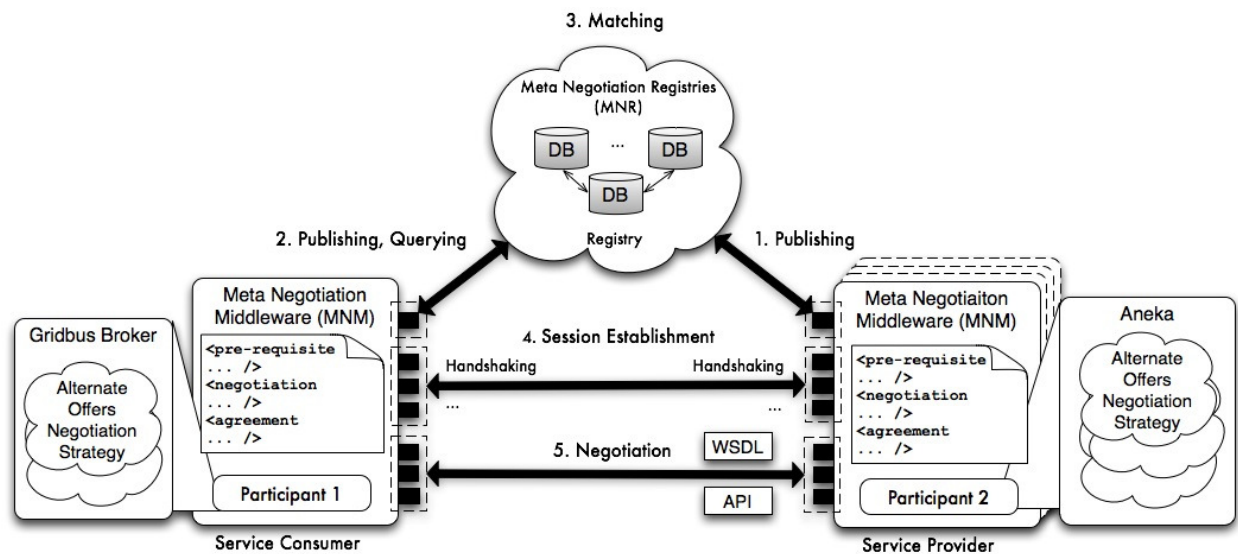 3. Matching
Meta Negotiation Registries
(MNR)
DB
...
DB
DB
Registry
2. Publishing, Querying
1. Publishing
Gridbus Broker
Alternate
Offers
Negotiation
Strategy
Meta Negotiation
Middleware (MNM)
<pre-requisite
... />
<negotiation
... />
<agreement
... />
Participant 1
Service Consumer
4. Session Establishment
Handshaking
Handshaking
...
...
5. Negotiation
WSDL
API
Meta Negotiaiton
Middleware (MNM)
<pre-requisite
... />
<negotiation
... />
<agreement
... />
Participant 2
Service Provider
Aneka
Alternate
Offers
Negotiation
Strategy